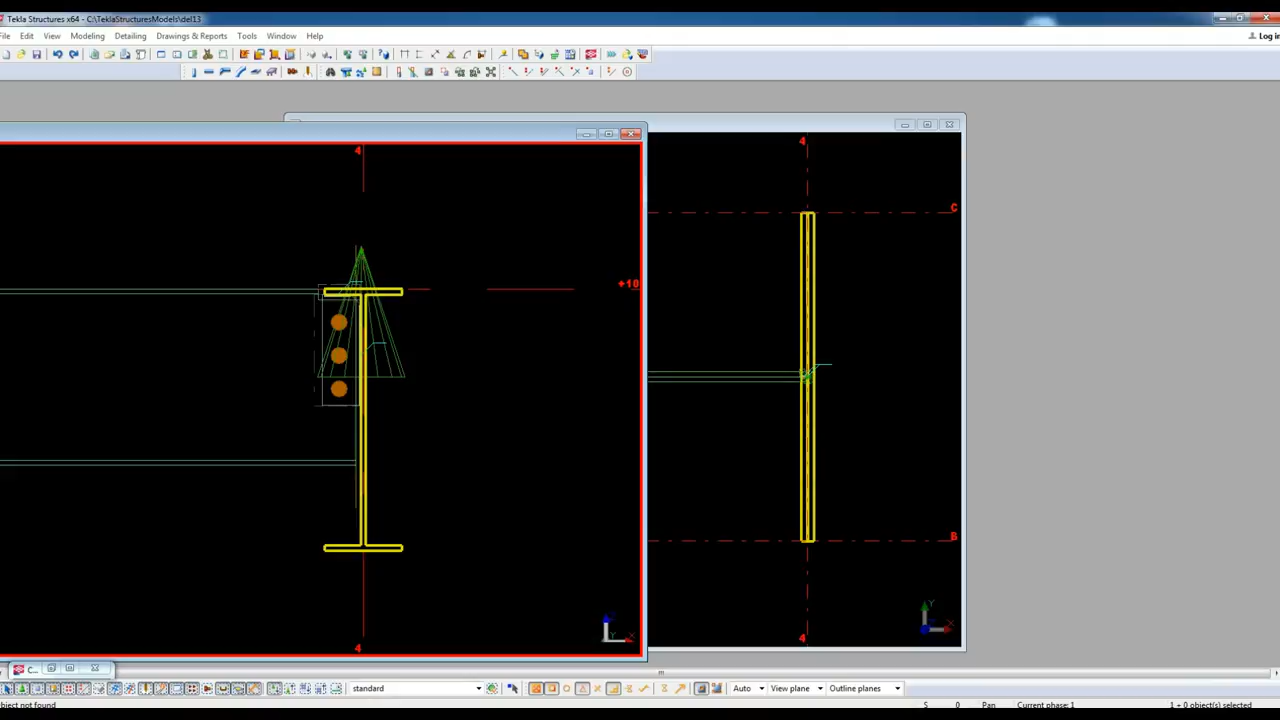 Tekla Structures x64 - C:\TeklaStructuresModels\del13
File Edit View Modeling Detailing Drawings & Reports Tools Window Help
Log in
4
4
+10
C
B
4
4
X
Y
X
C...
standard
Auto
View plane
Outline planes
bject not found
S 0 Pan Current phase: 1 1 + 0 object(s) selected